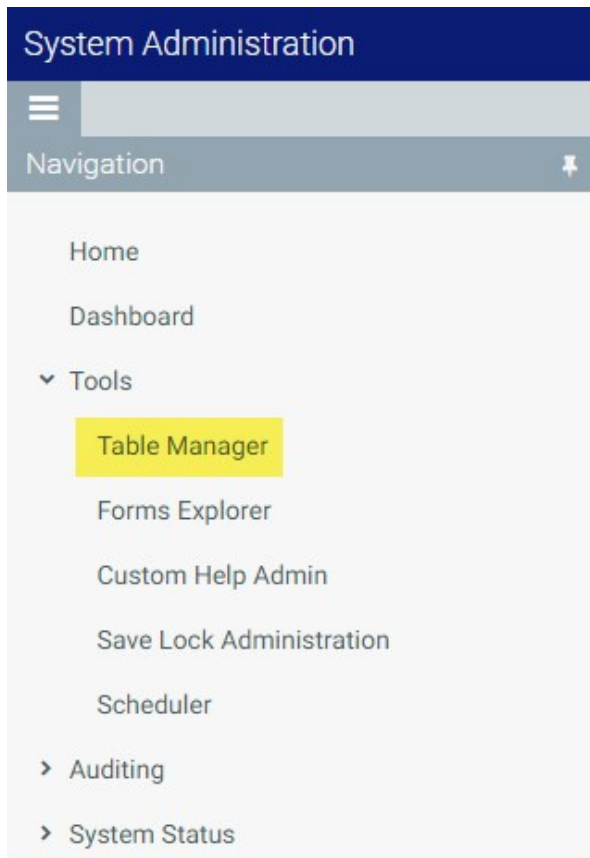 System Administration
Navigation
Home
Dashboard
Tools
Table Manager
Forms Explorer
Custom Help Admin
Save Lock Administration
Scheduler
Auditing
System Status